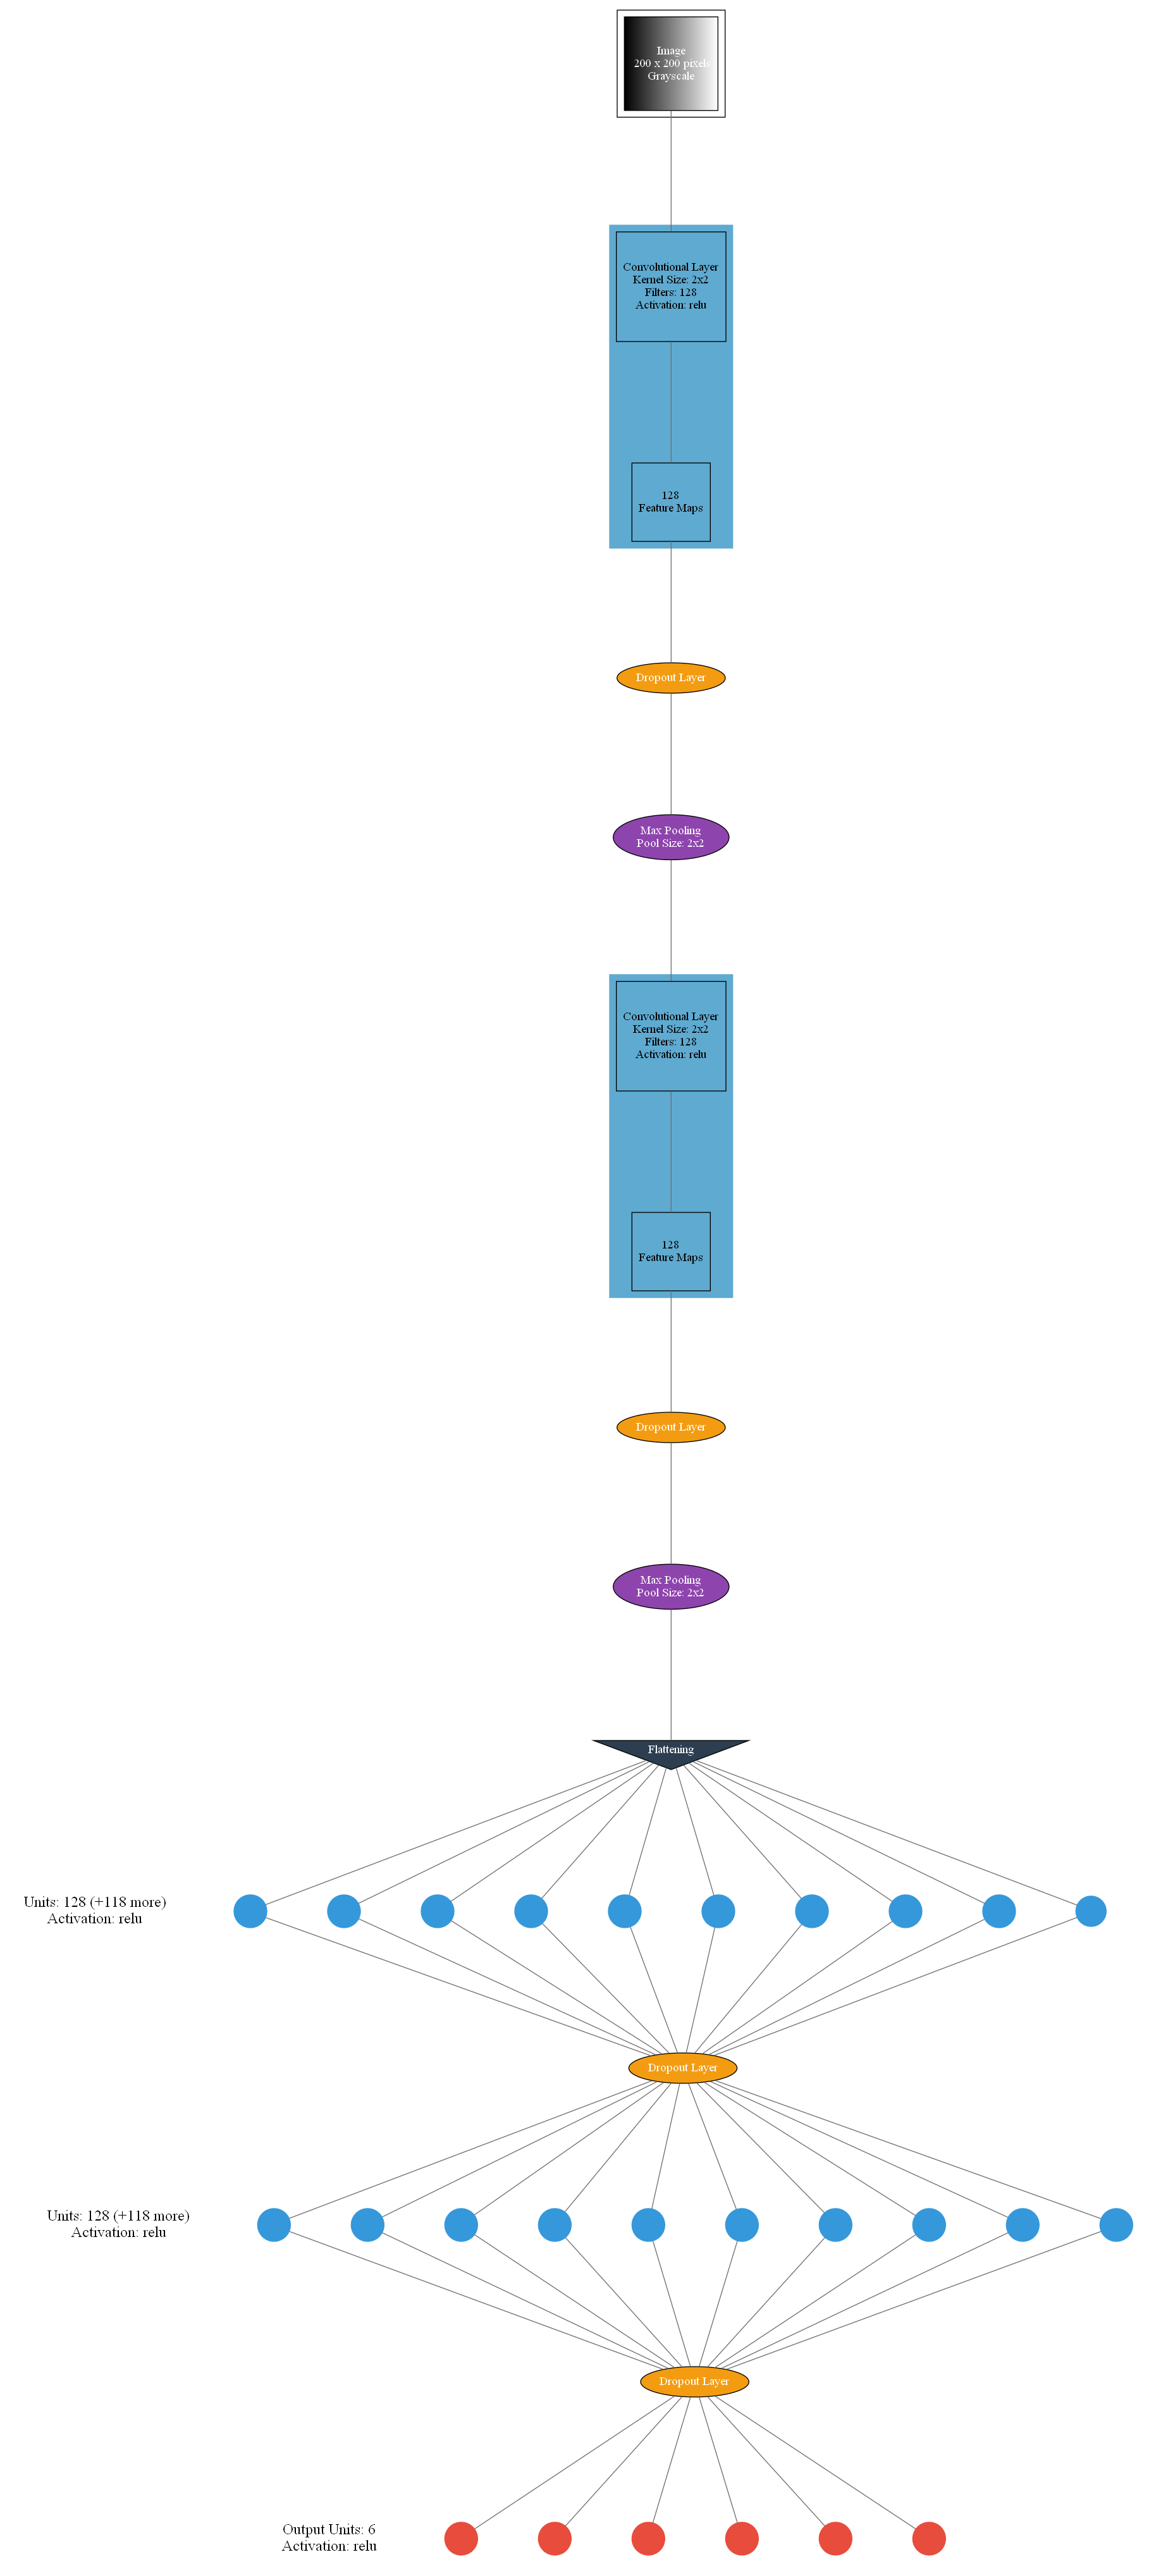 Image
200 x 200 pixels
Grayscale
Convolutional Layer
Kernel Size: 2x2
Filters: 128
Activation: relu
128
Feature Maps
Dropout Layer
Max Pooling
Pool Size: 2x2
Convolutional Layer
Kernel Size: 2x2
Filters: 128
Activation: relu
128
Feature Maps
Dropout Layer
Max Pooling
Pool Size: 2x2
Flattening
Units: 128 (+118 more)
Activation: relu
Dropout Layer
Units: 128 (+118 more)
Activation: relu
Dropout Layer
Output Units: 6
Activation: relu